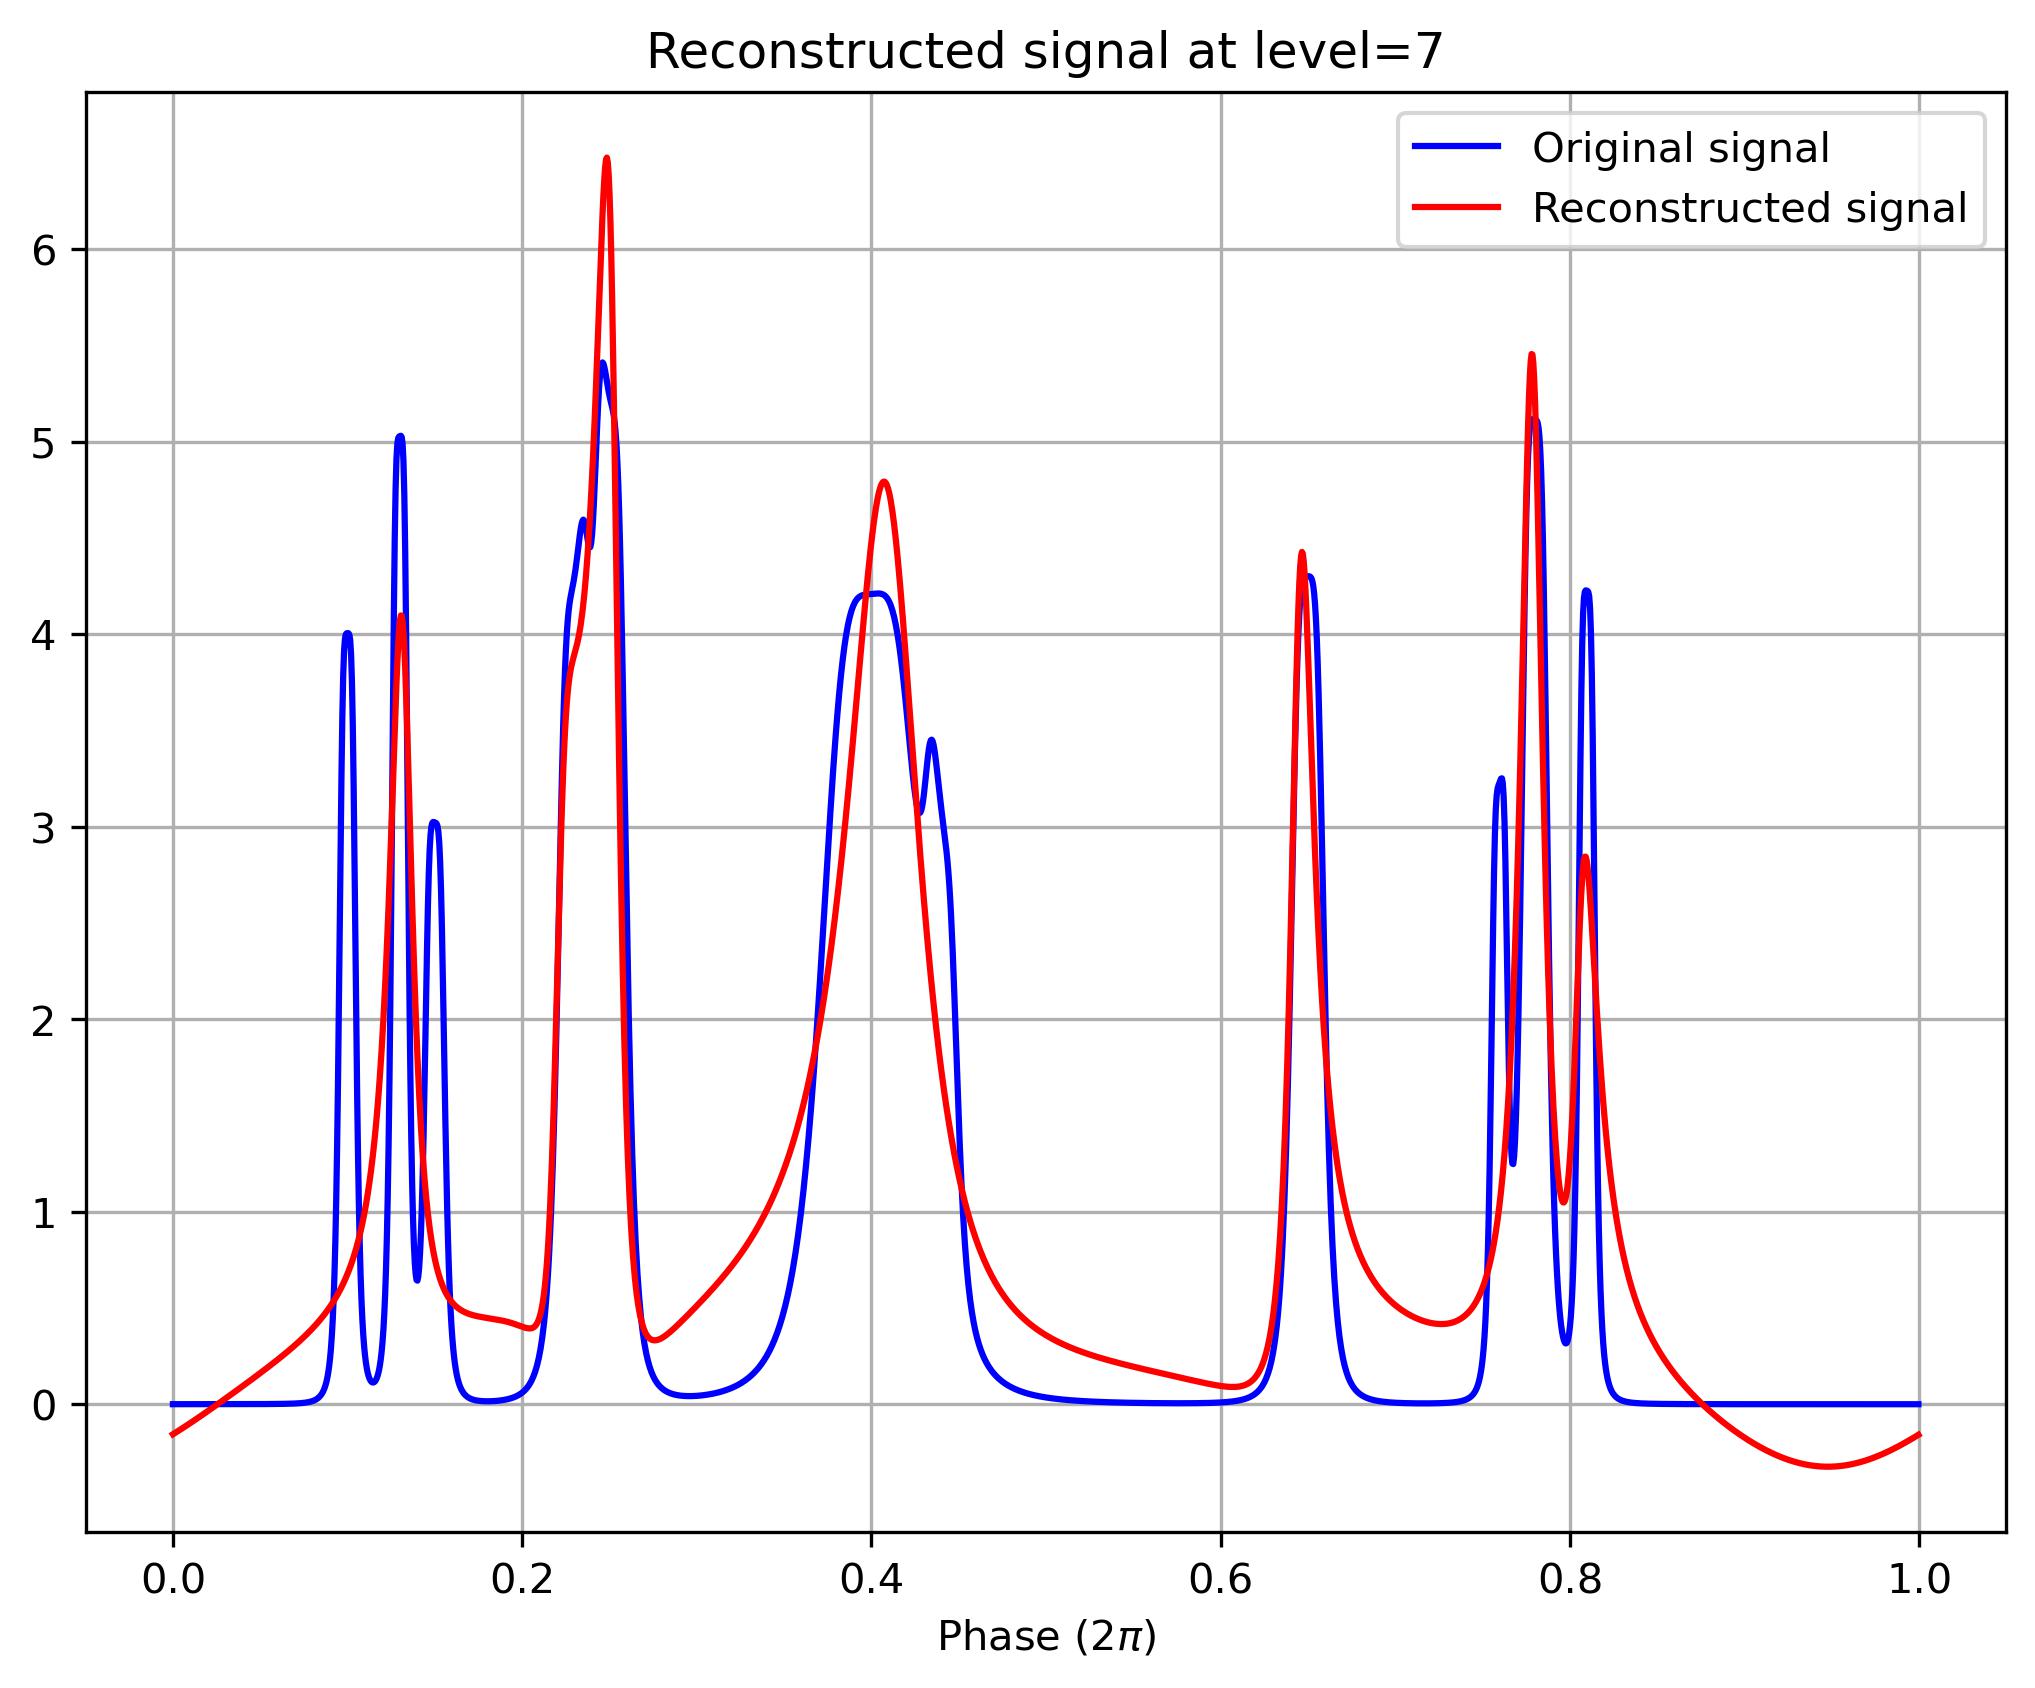 Reconstructed signal at level=7
Original signal
Reconstructed signal
6
5
4
3
2
1
0
0.0 0.2 0.4 0.6 0.8 1.0
Phase (2π)